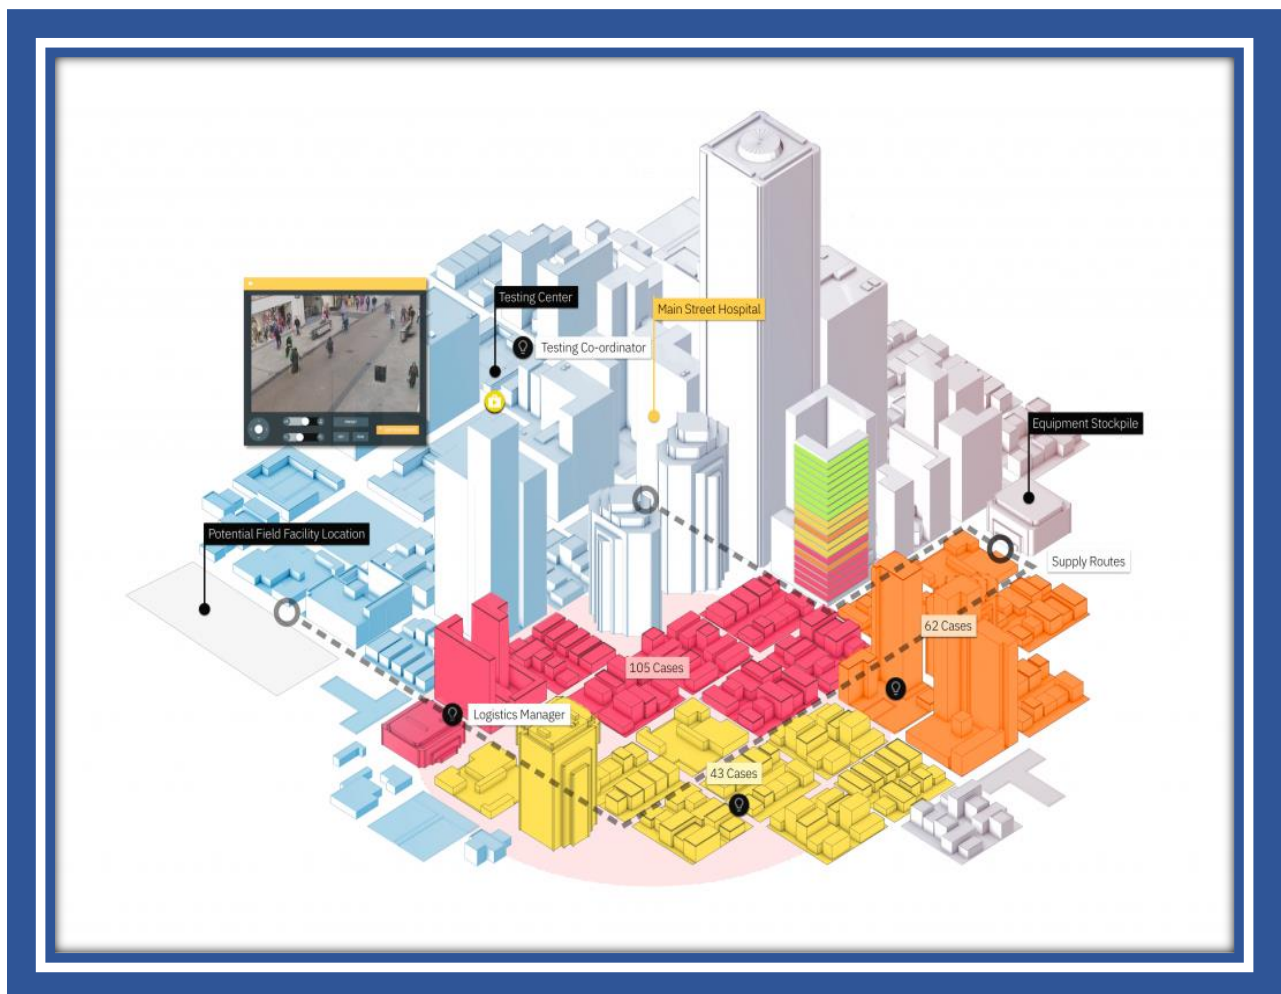 Testing Center
Main Street Hospital
Testing Co-ordinator
Equipment Stockpile
Potential Field Facility Location
Supply Routes
62 Cases
105 Cases
Logistics Manager
43 Cases